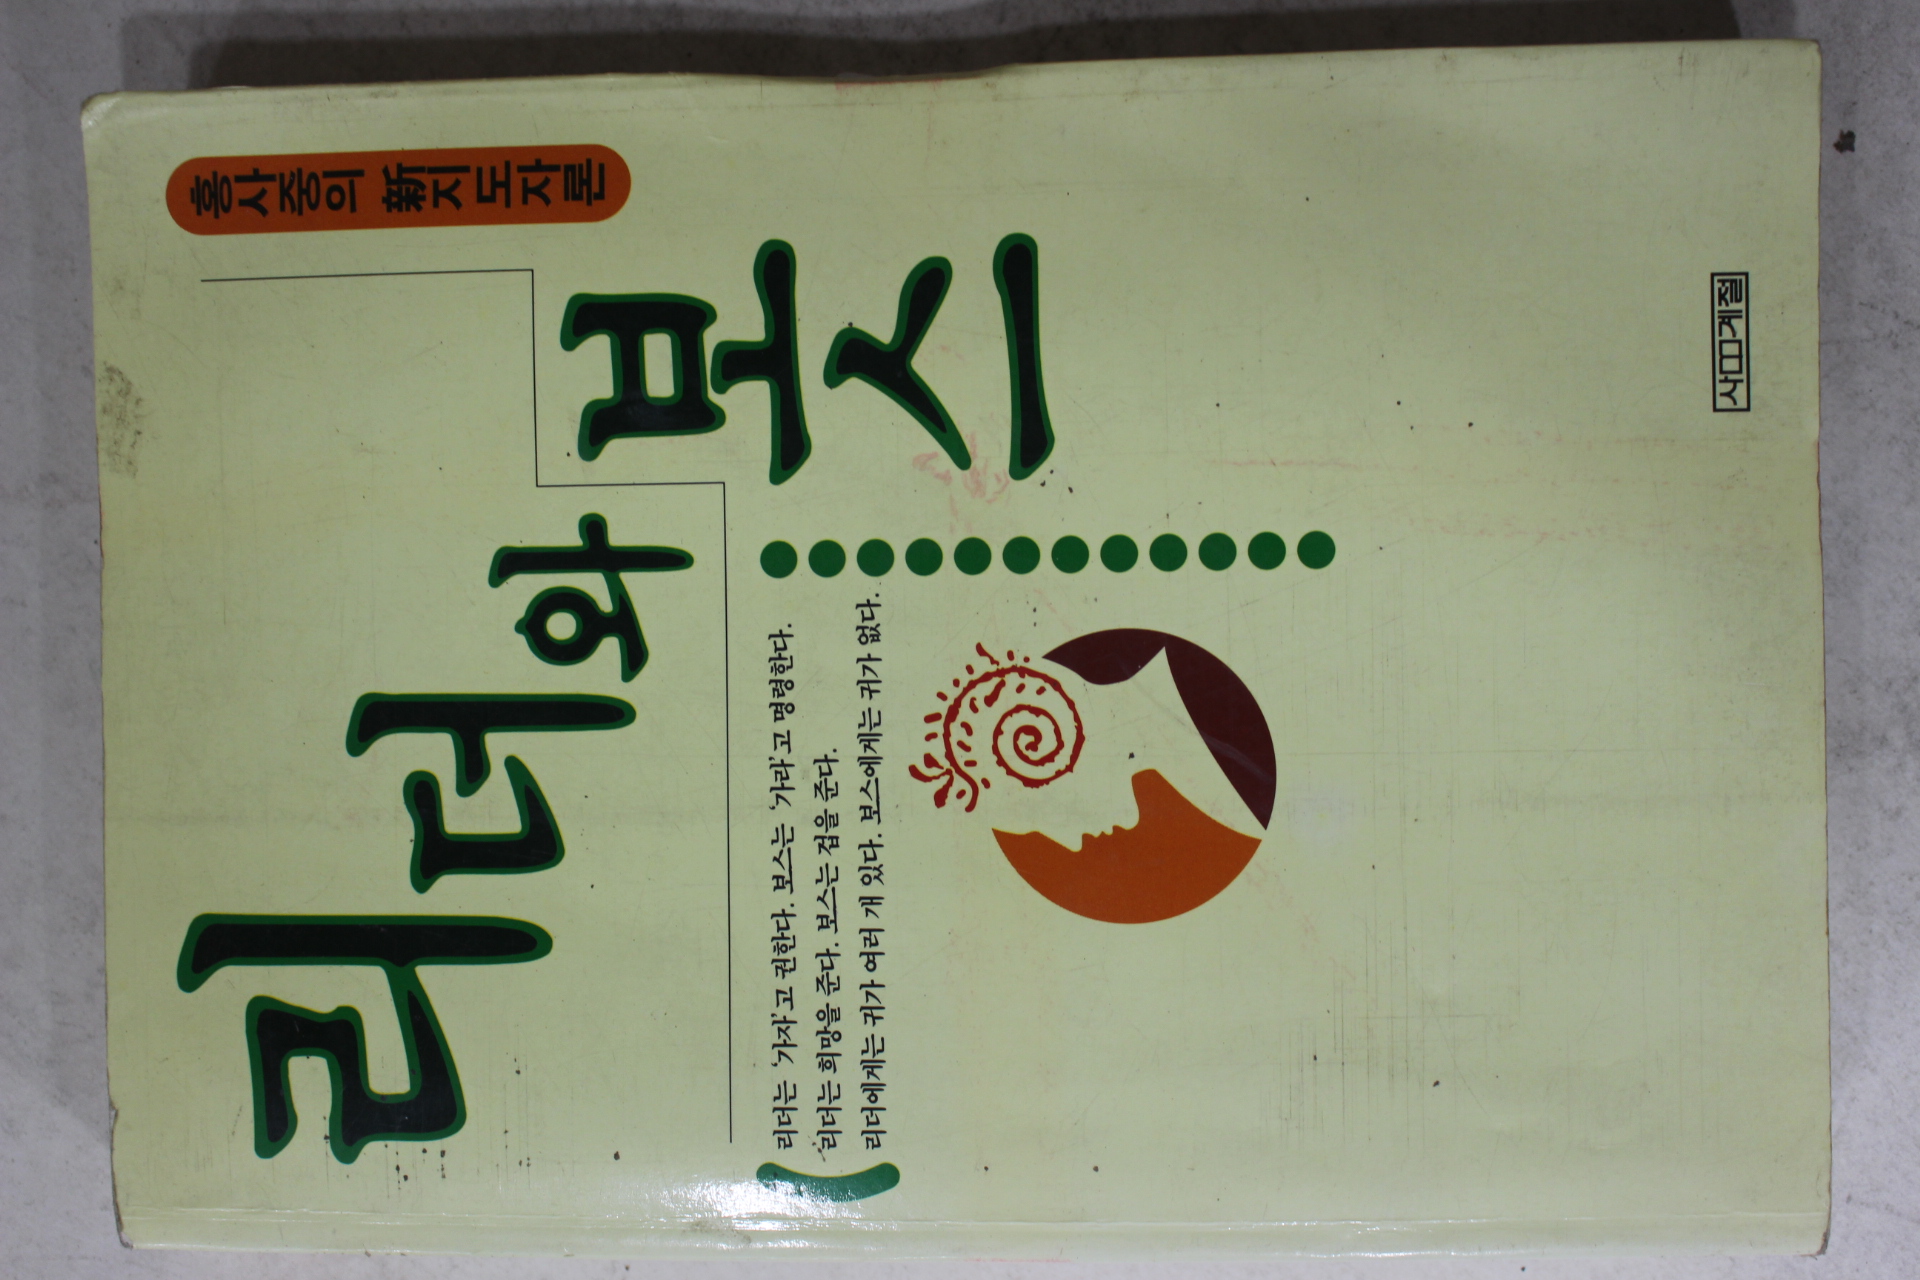 홍사중의 新지도자론
리더와 보스
리더는 '가자'고 권한다. 보스는 '가라'고 명령한다.
리더는 희망을 준다. 보스는 겁을 준다.
리더에게는 귀가 여러 개 있다. 보스에게는 귀가 없다.
사계절